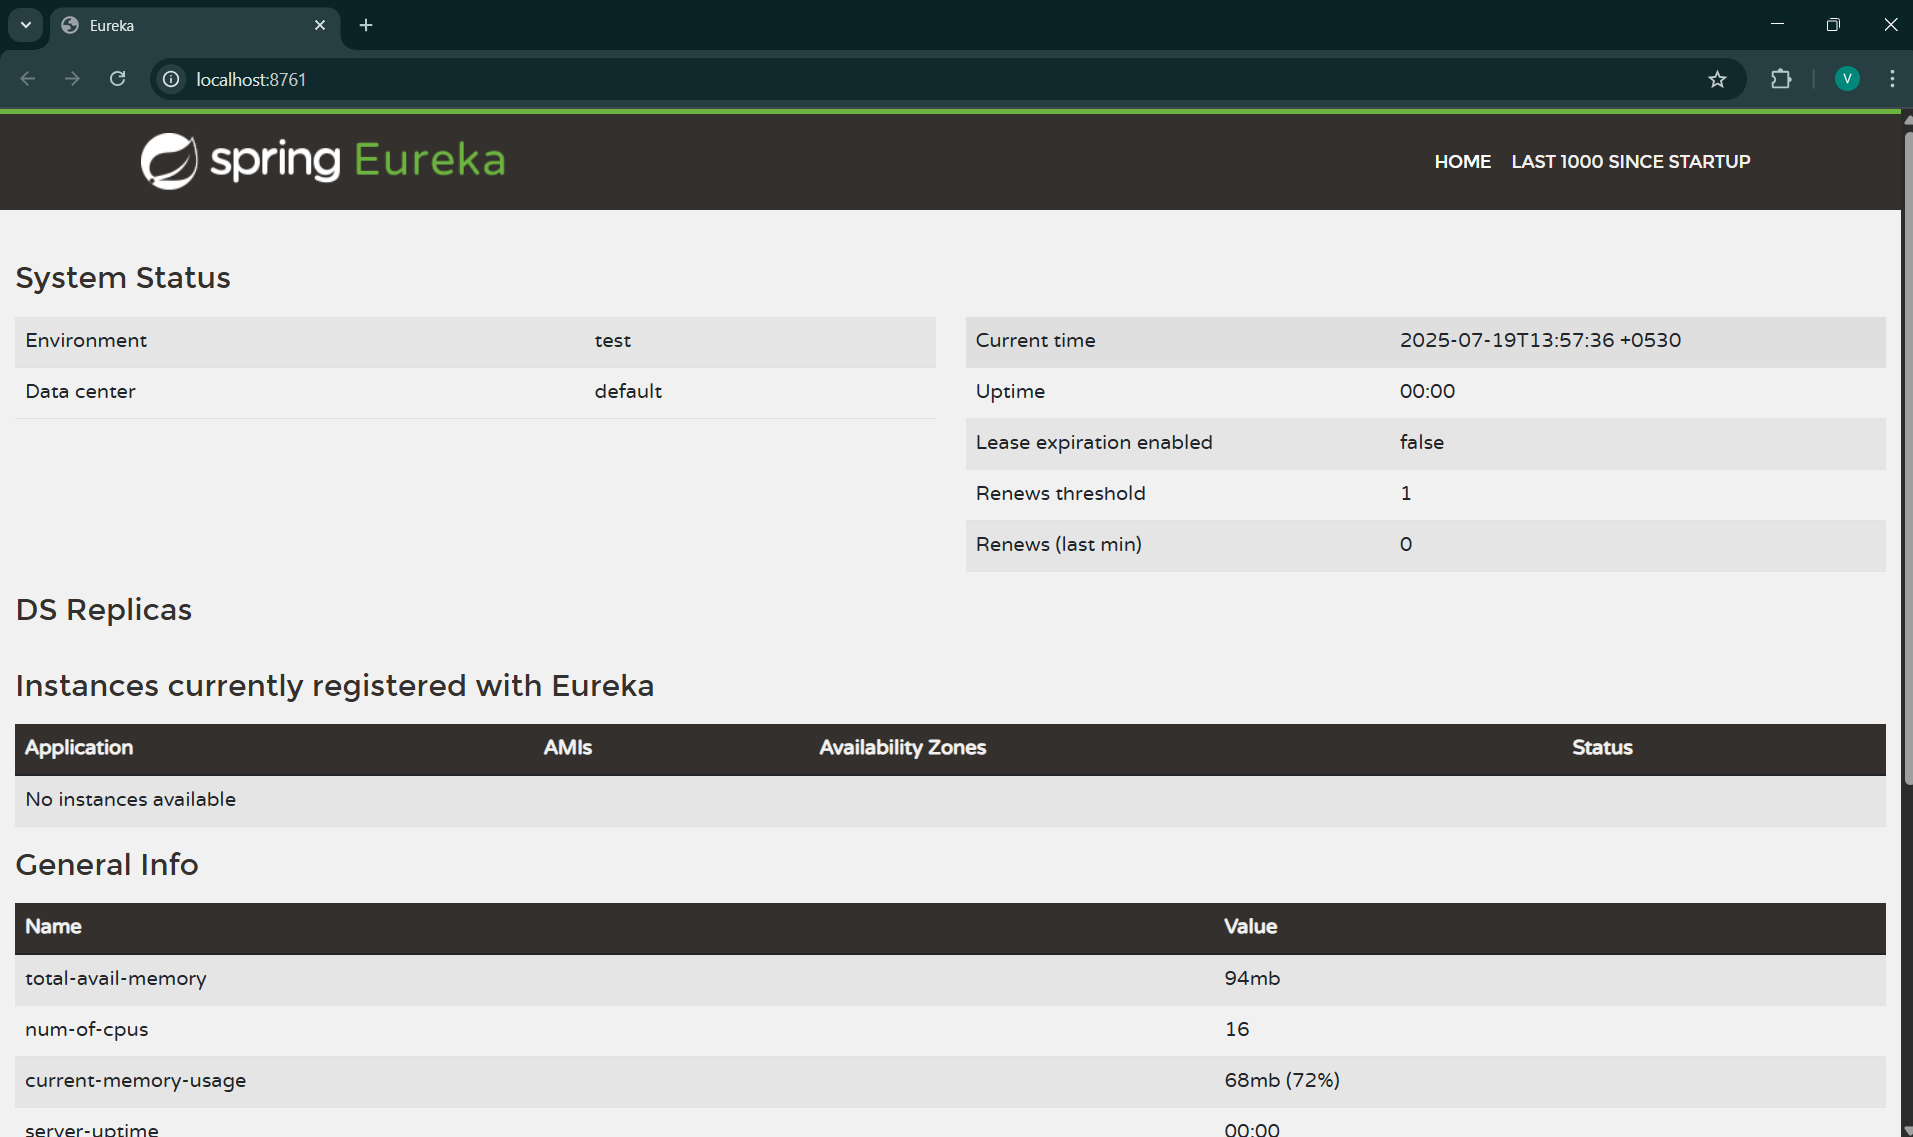 Eureka
localhost:8761
V
spring Eureka
HOME LAST 1000 SINCE STARTUP
System Status
Environment test
Data center default
Current time 2025-07-19T13:57:36 +0530
Uptime 00:00
Lease expiration enabled false
Renews threshold 1
Renews (last min) 0
DS Replicas
Instances currently registered with Eureka
Application AMIs Availability Zones Status
No instances available
General Info
Name Value
total-avail-memory 94mb
num-of-cpus 16
current-memory-usage 68mb (72%)
server-uptime 00:00